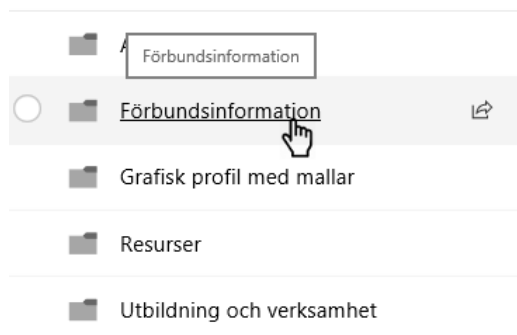 Förbundsinformation
Förbundsinformation
Grafisk profil med mallar
Resurser
Utbildning och verksamhet